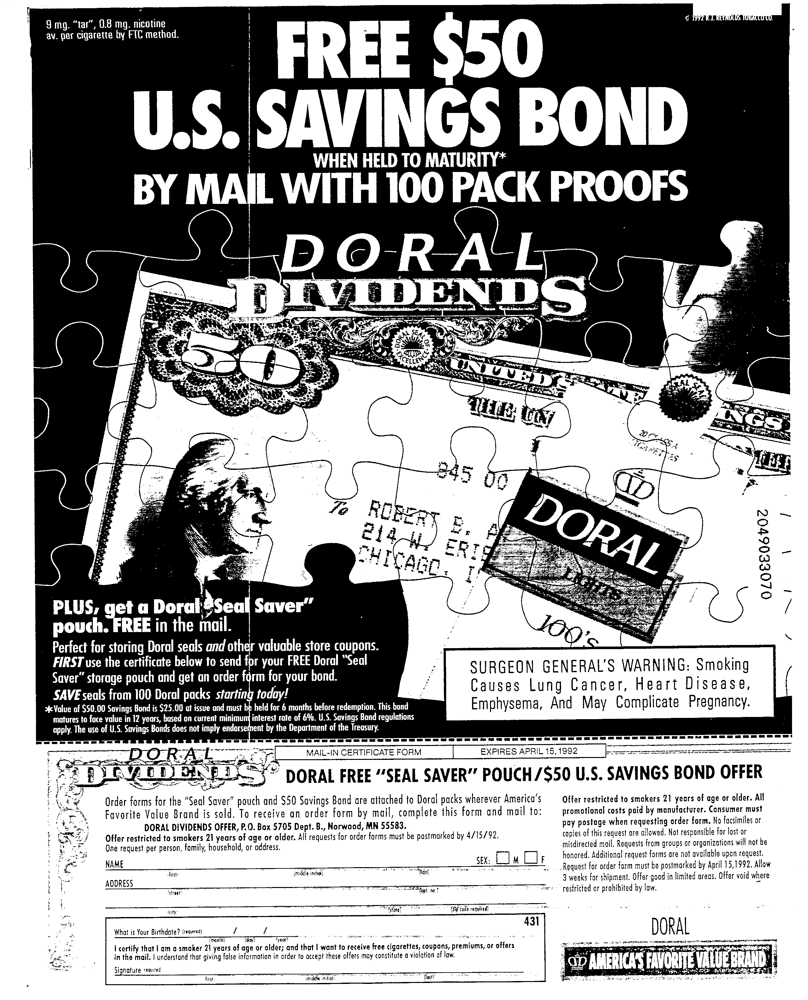 9 mg. "tar", 0.8 mg. nicotine
av. per cigarette by FTC method.
© 1992 R.J. REYNOLDS TOBACCO CO.
FREE $50
U.S. SAVINGS BOND
WHEN HELD TO MATURITY*
BY MAIL WITH 100 PACK PROOFS
DORAL
DIVIDENDS
50
UNITED STATE
THE UN
NGS
20 CLASS A
CIGARETTES
845 00
To
ROBERT B. A
214 W. ERIE
CHICAGO, I
DORAL
LIGHTS
100's
2049033070
PLUS, get a Doral "Seal Saver"
pouch. FREE in the mail.
Perfect for storing Doral seals and other valuable store coupons.
FIRST use the certificate below to send for your FREE Doral "Seal
Saver" storage pouch and get an order form for your bond.
SAVE seals from 100 Doral packs starting today!
*Value of $50.00 Savings Bond is $25.00 at issue and must be held for 6 months before redemption. This bond
matures to face value in 12 years, based on current minimum interest rate of 6%. U.S. Savings Bond regulations
apply. The use of U.S. Savings Bonds does not imply endorsement by the Department of the Treasury.
SURGEON GENERAL'S WARNING: Smoking
Causes Lung Cancer, Heart Disease,
Emphysema, And May Complicate Pregnancy.
DORAL
DIVIDENDS
MAIL-IN CERTIFICATE FORM
EXPIRES APRIL 15, 1992
DORAL FREE "SEAL SAVER" POUCH/$50 U.S. SAVINGS BOND OFFER
Order forms for the "Seal Saver" pouch and $50 Savings Bond are attached to Doral packs wherever America's
Favorite Value Brand is sold. To receive an order form by mail, complete this form and mail to:
DORAL DIVIDENDS OFFER, P.O. Box 5705 Dept. B., Norwood, MN 55583.
Offer restricted to smokers 21 years of age or older. All requests for order forms must be postmarked by 4/15/92.
One request per person, family, household, or address.
NAME SEX: M F
(first) (middle initial) (last)
ADDRESS
(street) (apt. no.)
(city) (state) (zip code required)
431
What is Your Birthdate? (required) / /
(month) (day) (year)
I certify that I am a smoker 21 years of age or older; and that I want to receive free cigarettes, coupons, premiums, or offers
in the mail. I understand that giving false information in order to accept these offers may constitute a violation of law.
Signature required
(first) (middle initial) (last)
Offer restricted to smokers 21 years of age or older. All
promotional costs paid by manufacturer. Consumer must
pay postage when requesting order form. No facsimiles or
copies of this request are allowed. Not responsible for lost or
misdirected mail. Requests from groups or organizations will not be
honored. Additional request forms are not available upon request.
Request for order form must be postmarked by April 15, 1992. Allow
3 weeks for shipment. Offer good in limited areas. Offer void where
restricted or prohibited by law.
DORAL
AMERICA'S FAVORITE VALUE BRAND